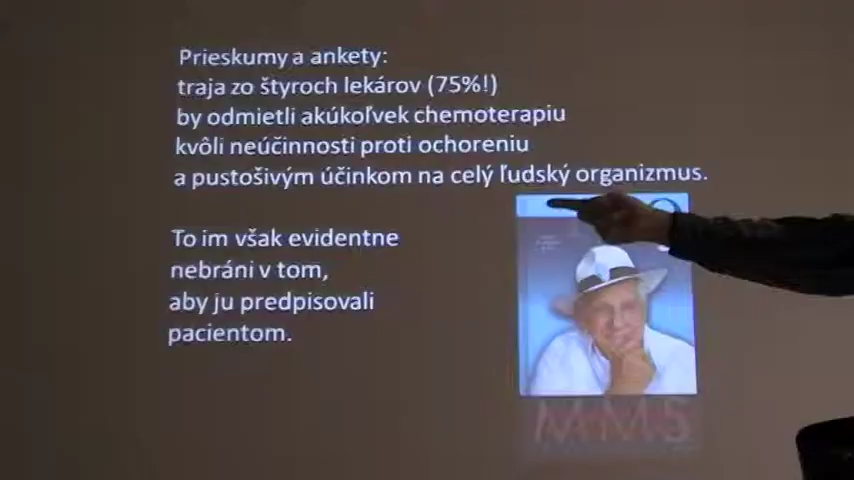 Prieskumy a ankety:
traja zo štyroch lekárov (75%!)
by odmietli akúkoľvek chemoterapiu
kvôli neúčinnosti proti ochoreniu
a pustošivým účinkom na celý ľudský organizmus.
To im však evidentne
nebráni v tom,
aby ju predpisovali
pacientom.
MMS